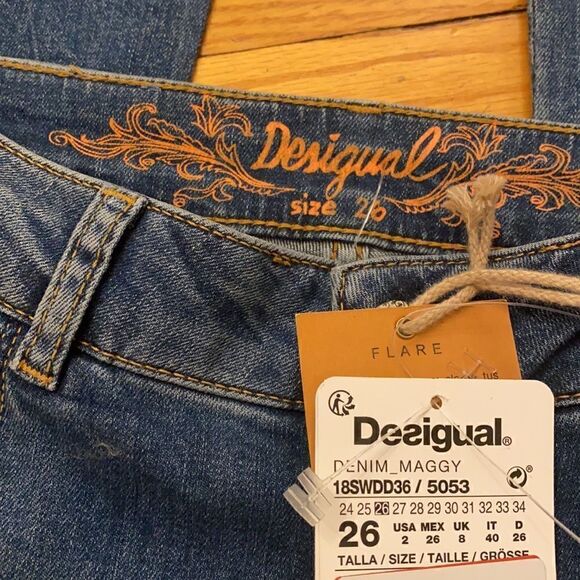 Desigual
size 26
FLARE
Desigual®
DENIM_MAGGY
18SWDD36 / 5053
24 25 26 27 28 29 30 31 32 33 34
26 USA MEX UK IT D
2 26 8 40 26
TALLA / SIZE / TAILLE / GRÖSSE